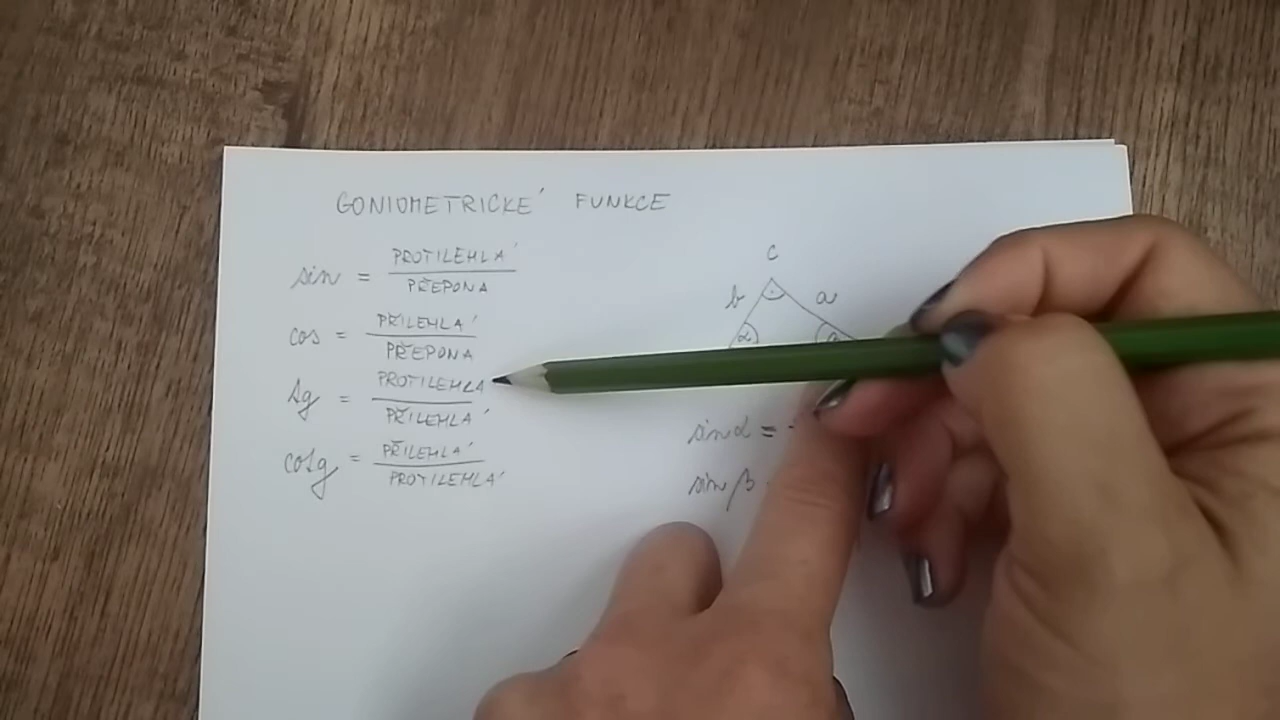 GONIOMETRICKÉ FUNKCE
sin = PROTILEHLÁ
PŘEPONA
cos = PŘILEHLÁ
PŘEPONA
tg = PROTILEHLÁ
PŘILEHLÁ
cotg = PŘILEHLÁ
PROTILEHLÁ
C
b a
α
sin α =
sin β